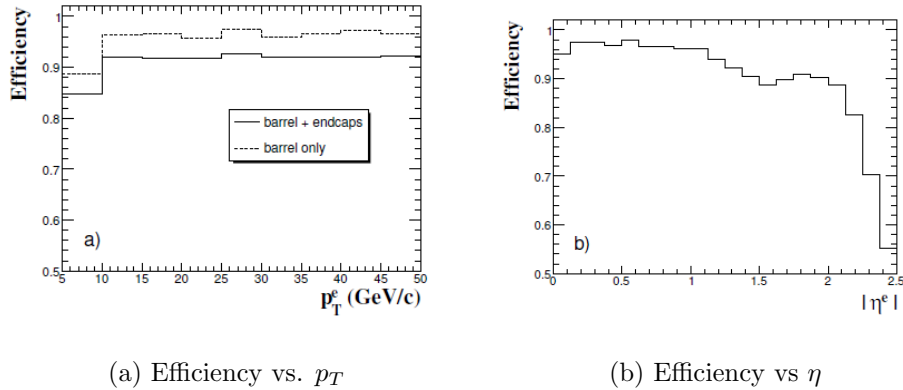 Efficiency
1
0.9
0.8
0.7
0.6
0.5
barrel + endcaps
barrel only
a)
5 10 15 20 25 30 35 40 45 50
p_T^e (GeV/c)
Efficiency
1
0.9
0.8
0.7
0.6
0.5
b)
0 0.5 1 1.5 2 2.5
| η^e |
(a) Efficiency vs. p_T
(b) Efficiency vs η